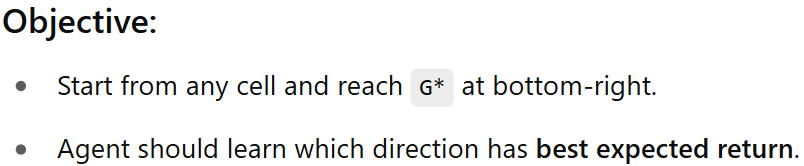 Objective:
• Start from any cell and reach G* at bottom-right.
• Agent should learn which direction has best expected return.